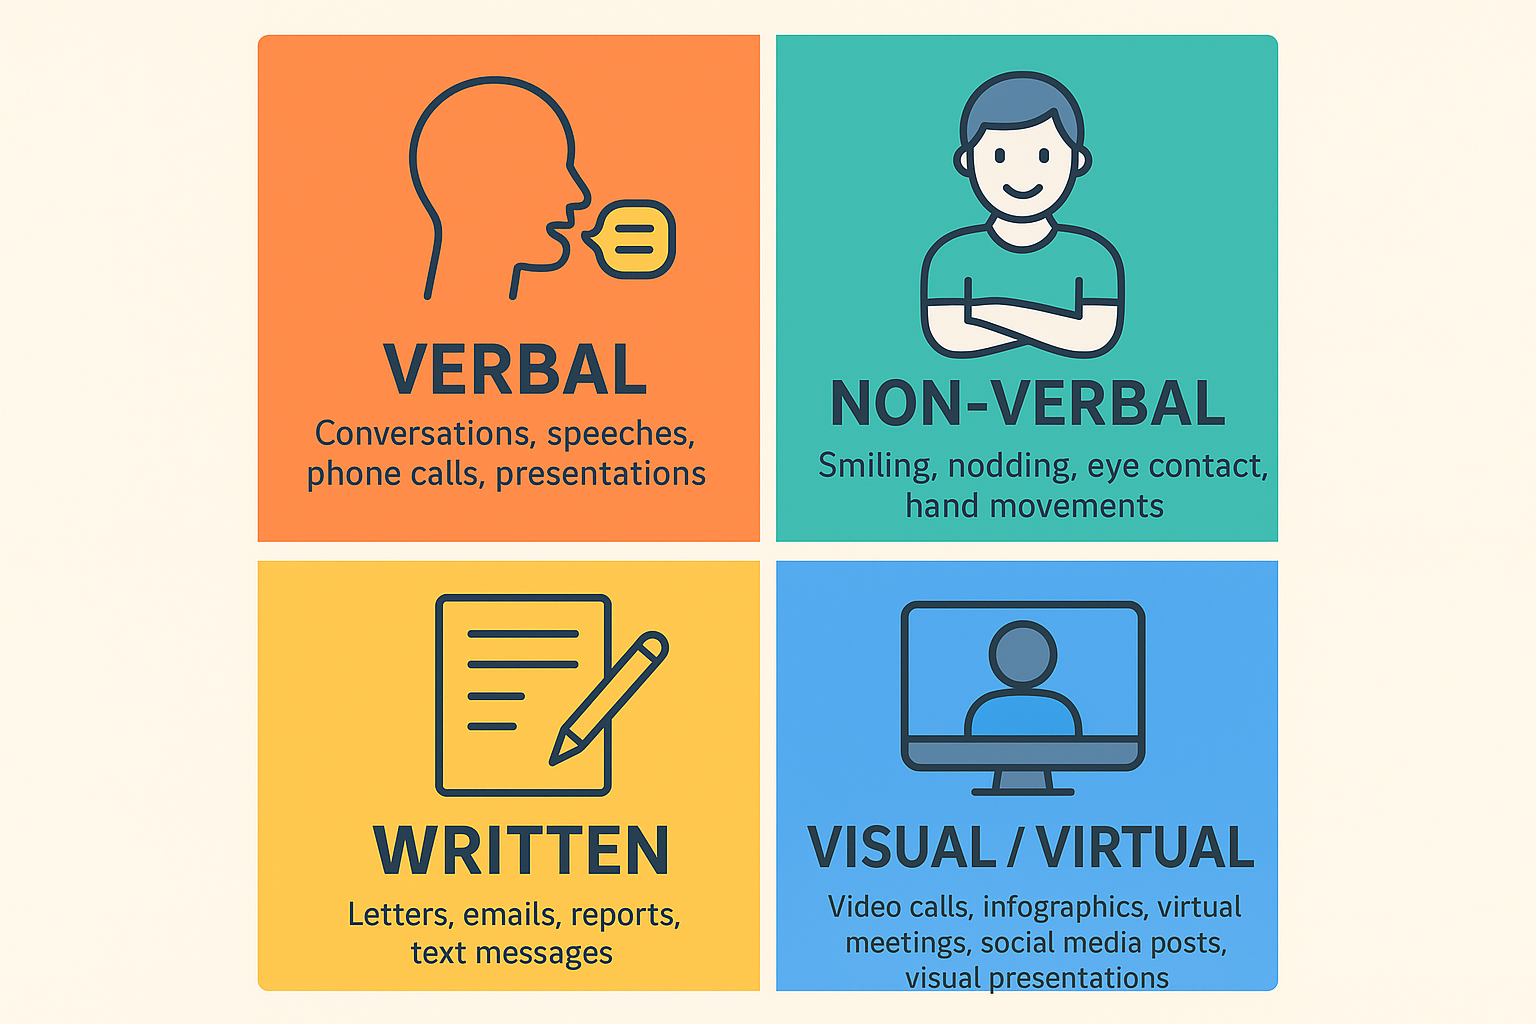 VERBAL
Conversations, speeches,
phone calls, presentations
NON-VERBAL
Smiling, nodding, eye contact,
hand movements
WRITTEN
Letters, emails, reports,
text messages
VISUAL / VIRTUAL
Video calls, infographics, virtual
meetings, social media posts,
visual presentations